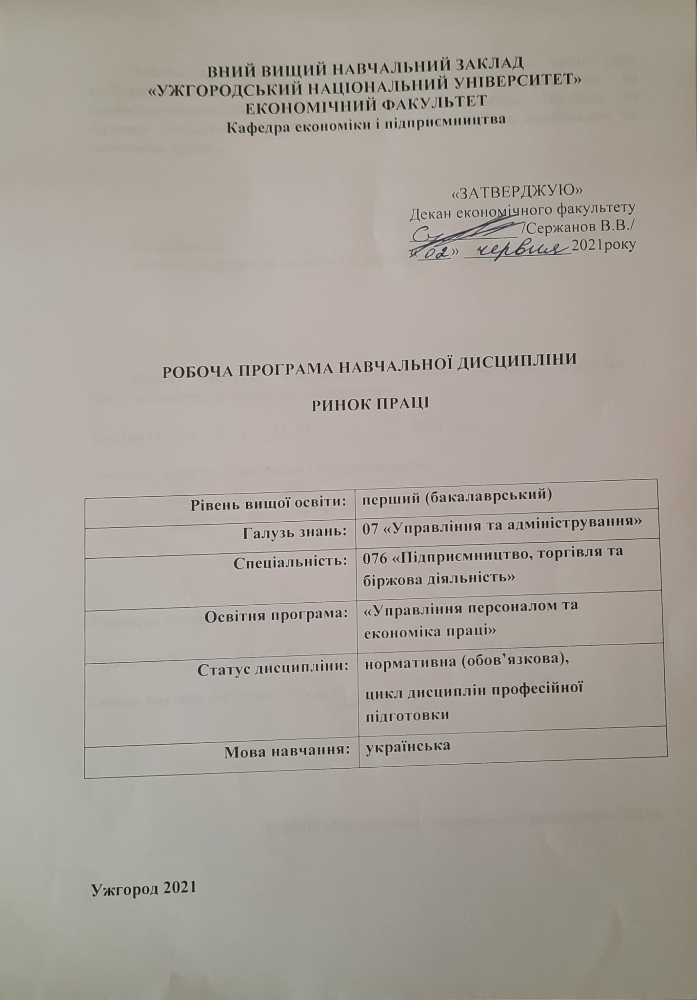 ВНИЙ ВИЩИЙ НАВЧАЛЬНИЙ ЗАКЛАД
«УЖГОРОДСЬКИЙ НАЦІОНАЛЬНИЙ УНІВЕРСИТЕТ»
ЕКОНОМІЧНИЙ ФАКУЛЬТЕТ
Кафедра економіки і підприємництва
«ЗАТВЕРДЖУЮ»
Декан економічного факультету
/Сержанов В.В./
«02» червня 2021року
РОБОЧА ПРОГРАМА НАВЧАЛЬНОЇ ДИСЦИПЛІНИ
РИНОК ПРАЦІ
Рівень вищої освіти: перший (бакалаврський)
Галузь знань: 07 «Управління та адміністрування»
Спеціальність: 076 «Підприємництво, торгівля та
біржова діяльність»
Освітня програма: «Управління персоналом та
економіка праці»
Статус дисципліни: нормативна (обов’язкова),
цикл дисциплін професійної
підготовки
Мова навчання: українська
Ужгород 2021